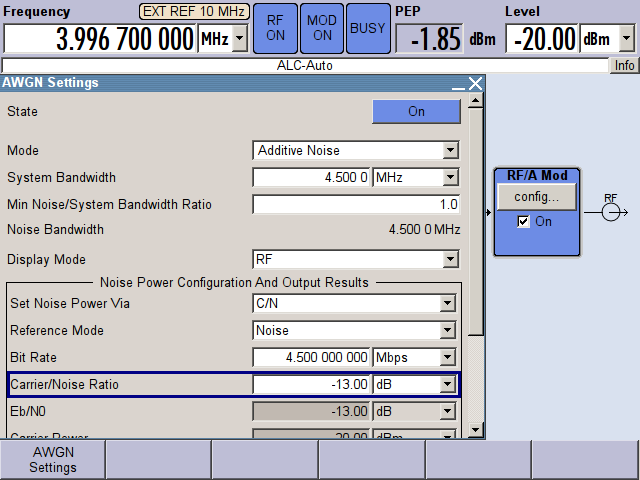 Frequency EXT REF 10 MHz RF ON MOD ON BUSY PEP Level
3.996 700 000 MHz -1.85 dBm -20.00 dBm
ALC-Auto Info
AWGN Settings
State On
Mode Additive Noise
System Bandwidth 4.500 0 MHz
Min Noise/System Bandwidth Ratio 1.0
Noise Bandwidth 4.500 0 MHz
Display Mode RF
Noise Power Configuration And Output Results
Set Noise Power Via C/N
Reference Mode Noise
Bit Rate 4.500 000 000 Mbps
Carrier/Noise Ratio -13.00 dB
Eb/N0 -13.00 dB
Carrier Power 20.00 dBm
RF/A Mod
config...
On
RF
AWGN
Settings